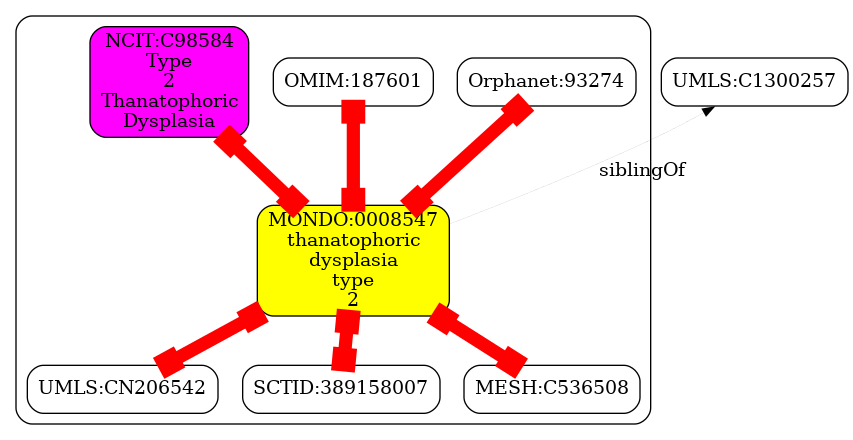 NCIT:C98584
Type
2
Thanatophoric
Dysplasia
OMIM:187601
Orphanet:93274
UMLS:C1300257
siblingOf
MONDO:0008547
thanatophoric
dysplasia
type
2
UMLS:CN206542
SCTID:389158007
MESH:C536508